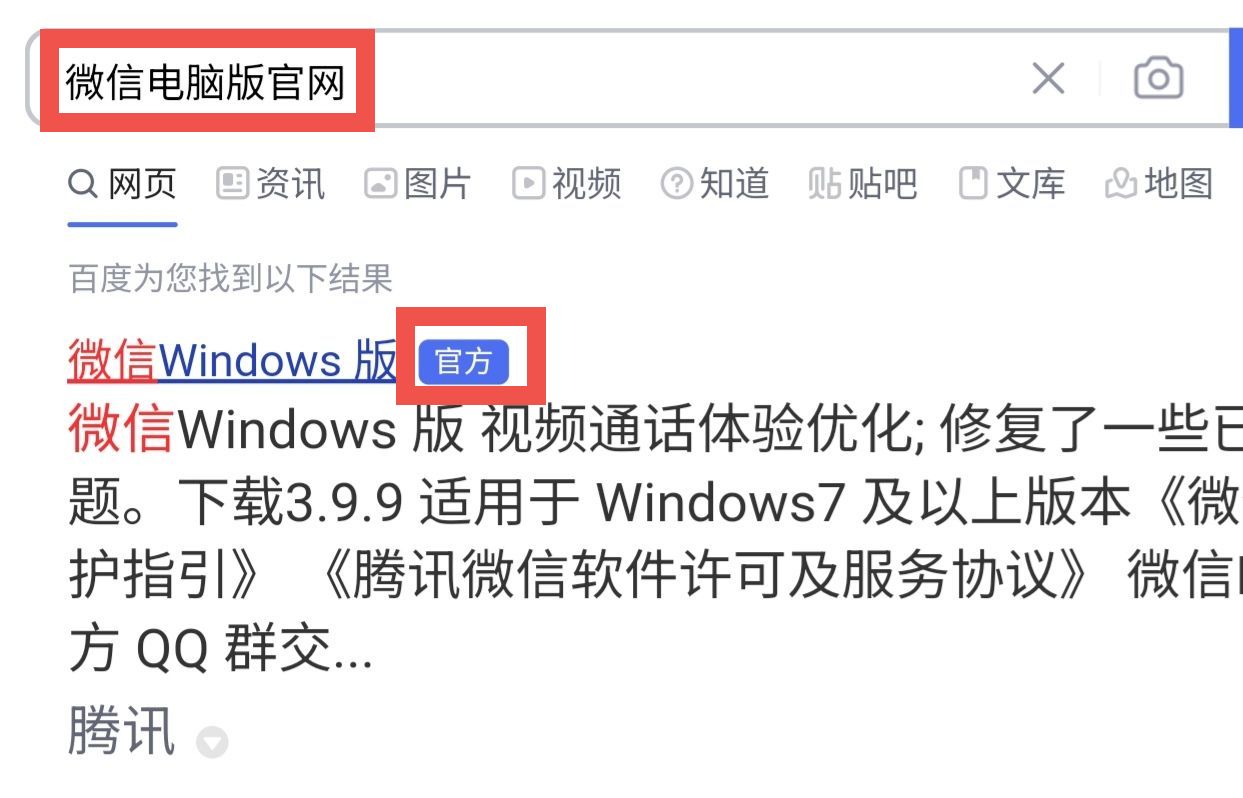 微信电脑版官网
网页 资讯 图片 视频 知道 贴 贴吧 文库 地图
百度为您找到以下结果
微信Windows 版 官方
微信Windows 版 视频通话体验优化; 修复了一些已
题。下载3.9.9 适用于 Windows7 及以上版本《微
护指引》 《腾讯微信软件许可及服务协议》 微信
方 QQ 群交...
腾讯